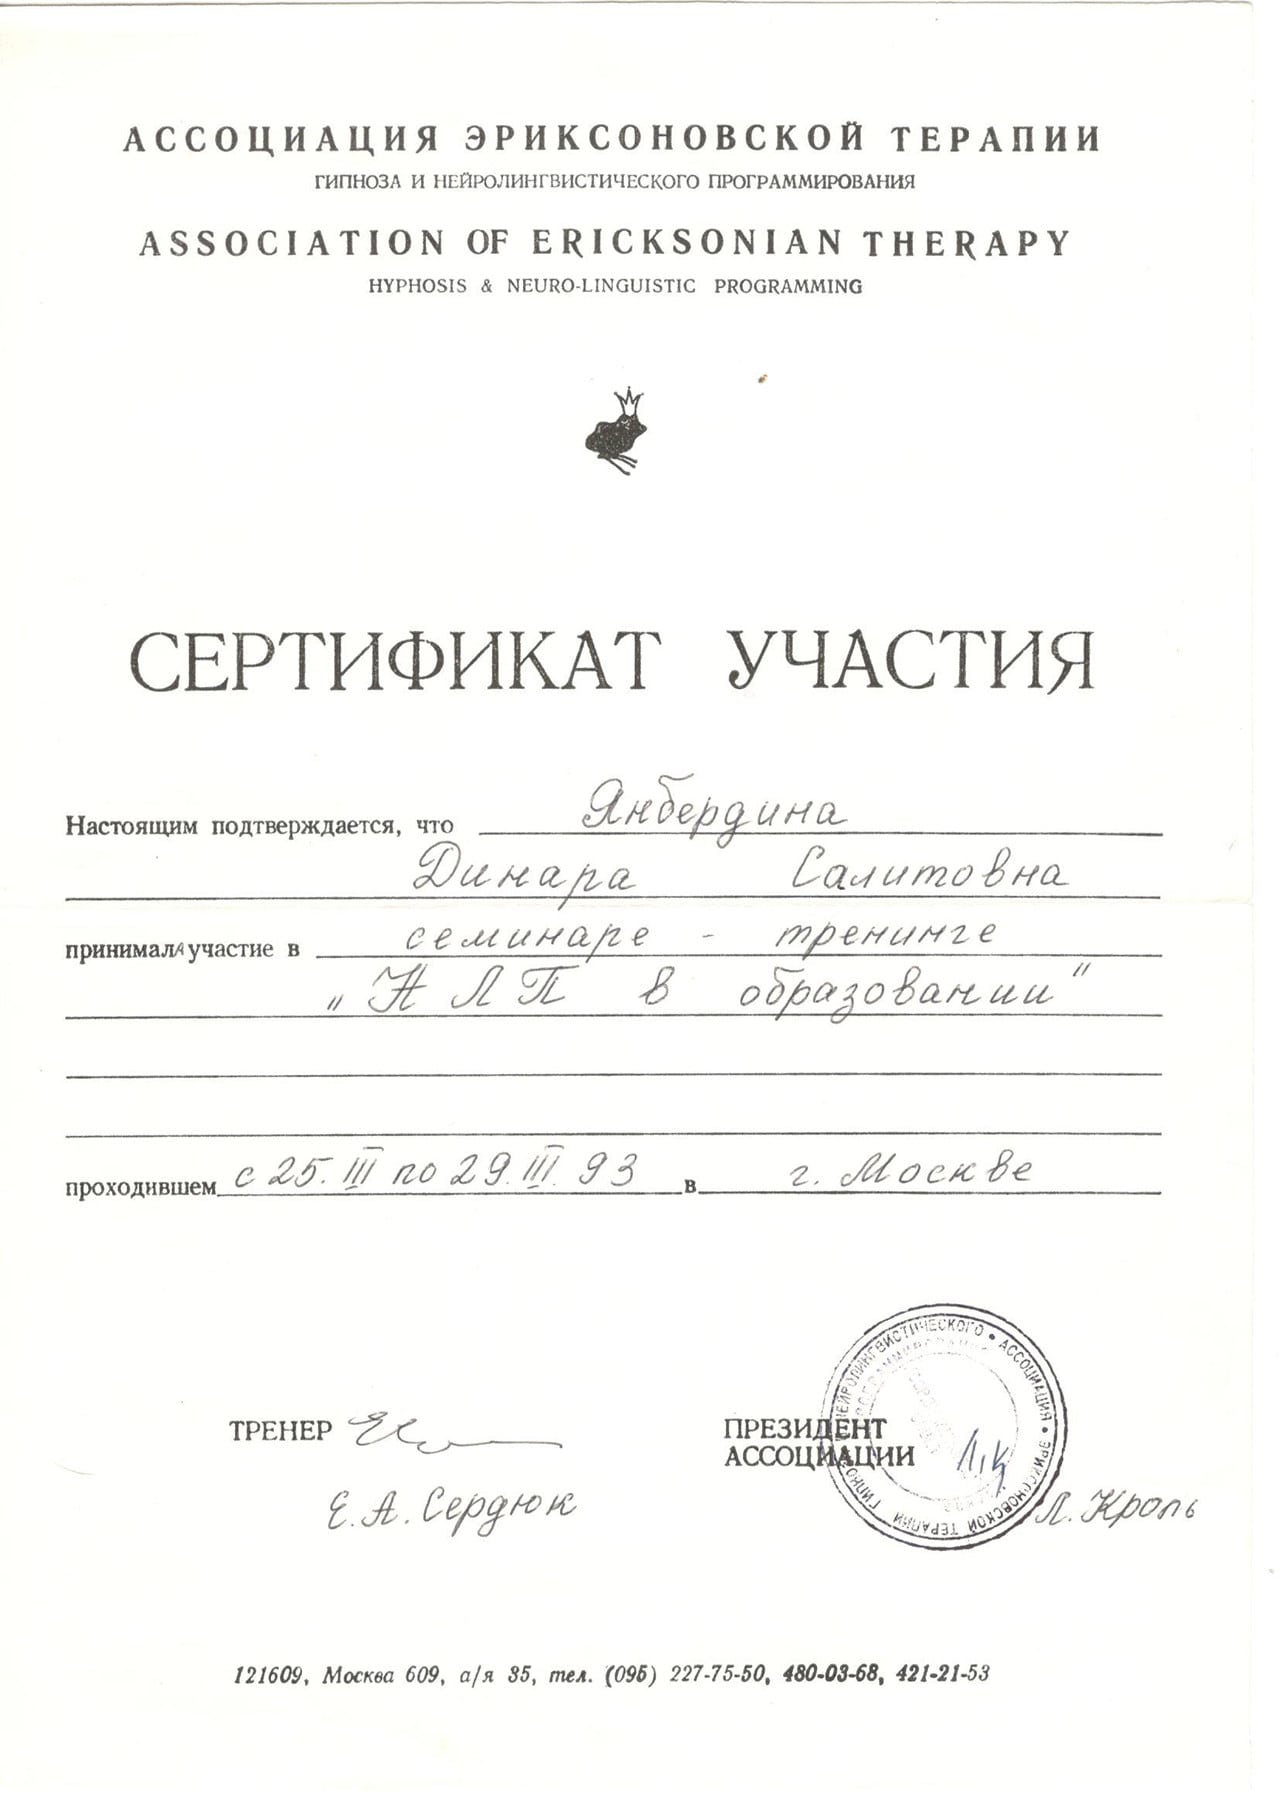 АССОЦИАЦИЯ ЭРИКСОНОВСКОЙ ТЕРАПИИ
ГИПНОЗА И НЕЙРОЛИНГВИСТИЧЕСКОГО ПРОГРАММИРОВАНИЯ
ASSOCIATION OF ERICKSONIAN THERAPY
HYPHOSIS & NEURO-LINGUISTIC PROGRAMMING
СЕРТИФИКАТ УЧАСТИЯ
Настоящим подтверждается, что Янбердина
Динара Салитовна
принимала участие в семинаре - тренинге
"НЛП в образовании"
проходившем с 25.III по 29.III.93 в г. Москве
ГИПНОЗА НЕЙРОЛИНГВИСТИЧЕСКОГО • АССОЦИАЦИЯ • ЭРИКСОНОВСКОЙ ТЕРАПИИ
ТРЕНЕР
ПРЕЗИДЕНТ
АССОЦИАЦИИ
Е. А. Сердюк
Л. Кроль
121609, Москва 609, а/я 35, тел. (095) 227-75-50, 480-03-68, 421-21-53